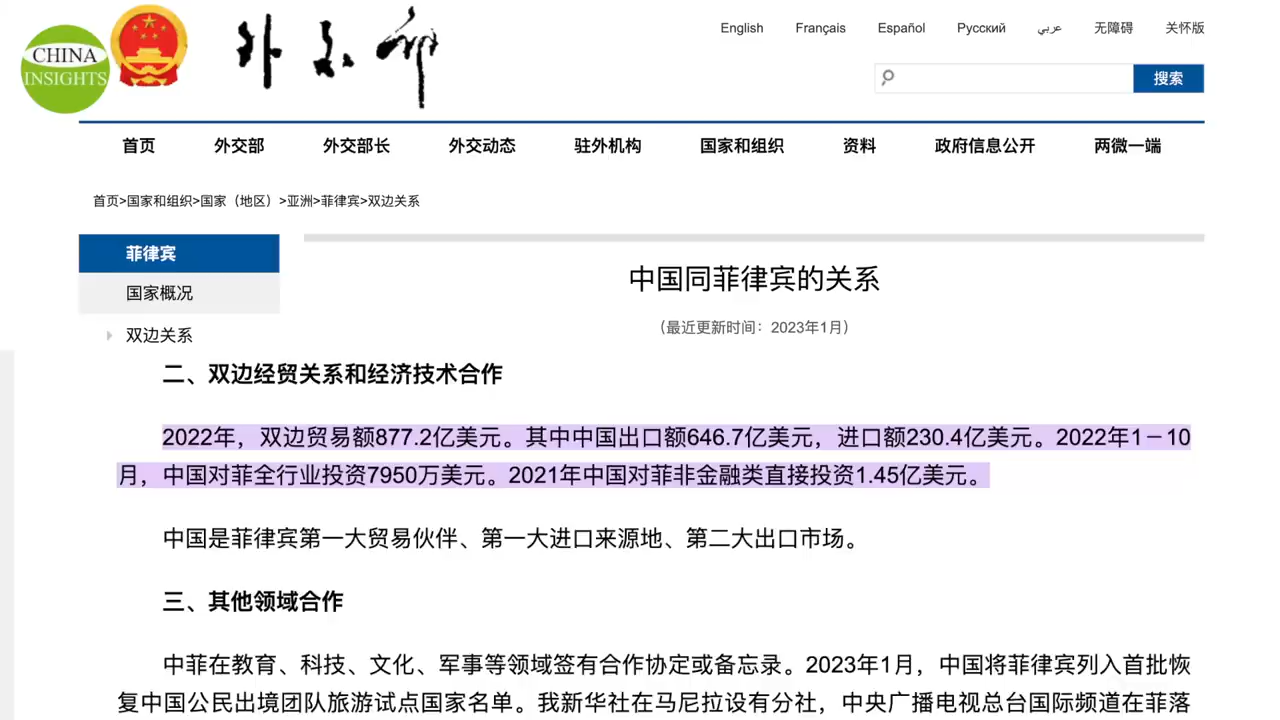 CHINA
INSIGHTS
外交部
English Français Español Русский عربي 无障碍 关怀版
搜索
首页 外交部 外交部长 外交动态 驻外机构 国家和组织 资料 政府信息公开 两微一端
首页>国家和组织>国家（地区）>亚洲>菲律宾>双边关系
菲律宾
国家概况
双边关系
中国同菲律宾的关系
（最近更新时间：2023年1月）
二、双边经贸关系和经济技术合作
2022年，双边贸易额877.2亿美元。其中中国出口额646.7亿美元，进口额230.4亿美元。2022年1－10
月，中国对菲全行业投资7950万美元。2021年中国对菲非金融类直接投资1.45亿美元。
中国是菲律宾第一大贸易伙伴、第一大进口来源地、第二大出口市场。
三、其他领域合作
中菲在教育、科技、文化、军事等领域签有合作协定或备忘录。2023年1月，中国将菲律宾列入首批恢
复中国公民出境团队旅游试点国家名单。我新华社在马尼拉设有分社，中央广播电视总台国际频道在菲落